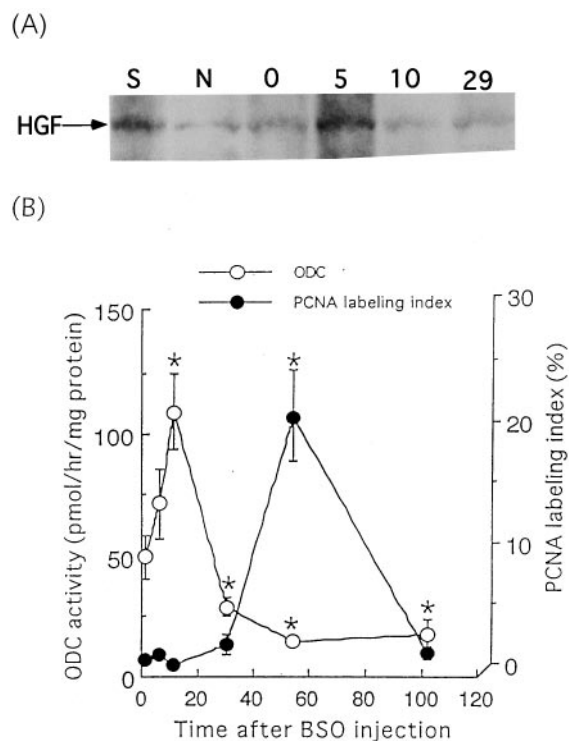 (A)
S N 0 5 10 29
HGF
(B)
ODC
PCNA labeling index
150
100
50
0
ODC activity (pmol/hr/mg protein)
30
20
10
0
PCNA labeling index (%)
* * * * *
0 20 40 60 80 100 120
Time after BSO injection